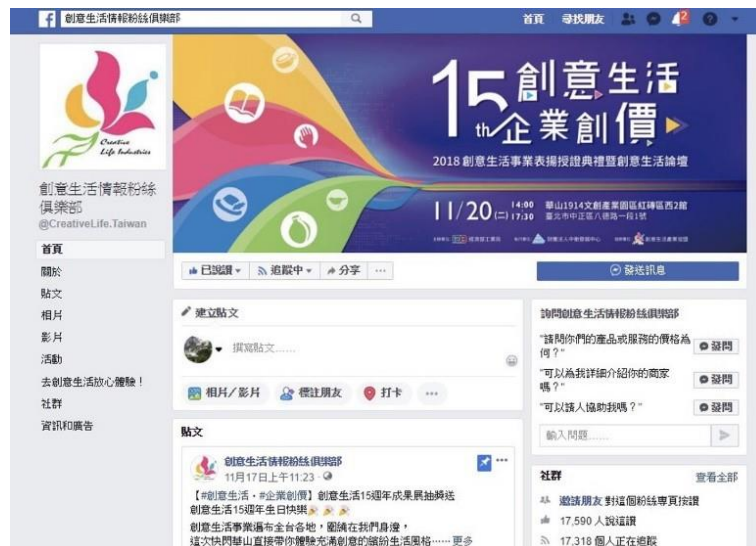 創意生活情報粉絲俱樂部
首頁 尋找朋友 2
Creative
Life Industries
15th 創意生活
企業創價
2018 創意生活事業表揚授證典禮暨創意生活論壇
11/20(二) 14:00 17:30 華山1914文創產業園區紅磚區西2館
臺北市中正區八德路一段1號
創意生活情報粉絲
俱樂部
@CreativeLife.Taiwan
首頁
關於
貼文
相片
影片
活動
去創意生活放心體驗！
社群
資訊和廣告
已說讚 追蹤中 分享 ...
發送訊息
建立貼文
撰寫貼文……
相片／影片 標註朋友 打卡 ...
貼文
創意生活情報粉絲俱樂部
11月17日上午11:23
【#創意生活・#企業創價】創意生活15週年成果展抽獎送
創意生活15週年生日快樂
創意生活事業遍布全台各地，圍繞在我們身邊，
這次快閃華山直接帶你體驗充滿創意的繽紛生活風格……更多
詢問創意生活情報粉絲俱樂部
"請問你們的產品或服務的價格為
何？" 發問
"可以為我詳細介紹你的商家
嗎？" 發問
"可以請人協助我嗎？" 發問
輸入問題……
社群 查看全部
邀請朋友對這個粉絲專頁按讚
17,590 人說這讚
17,318 個人正在追蹤